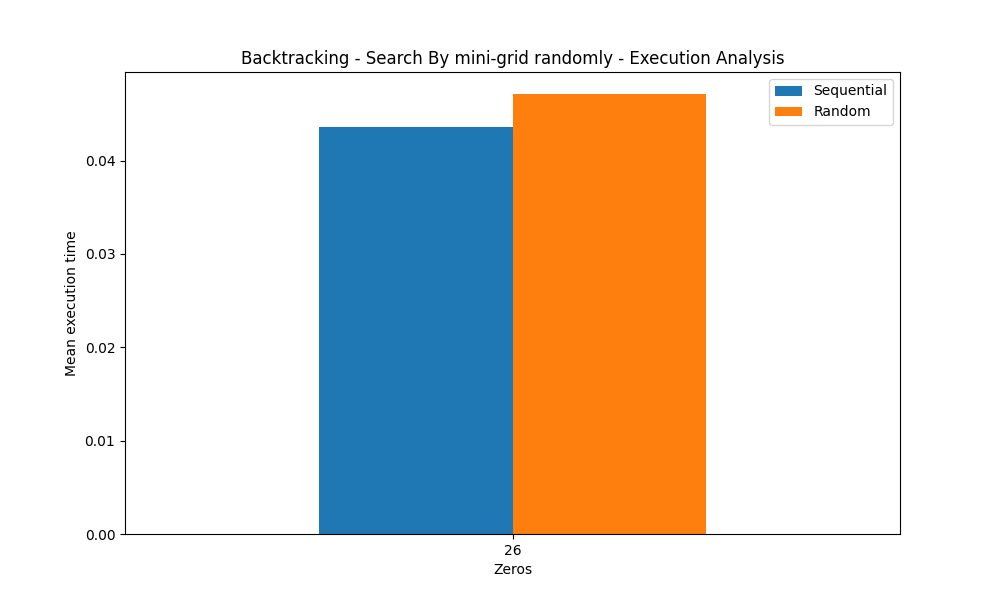 Backtracking - Search By mini-grid randomly - Execution Analysis
Sequential
Random
Mean execution time
0.04
0.03
0.02
0.01
0.00
26
Zeros